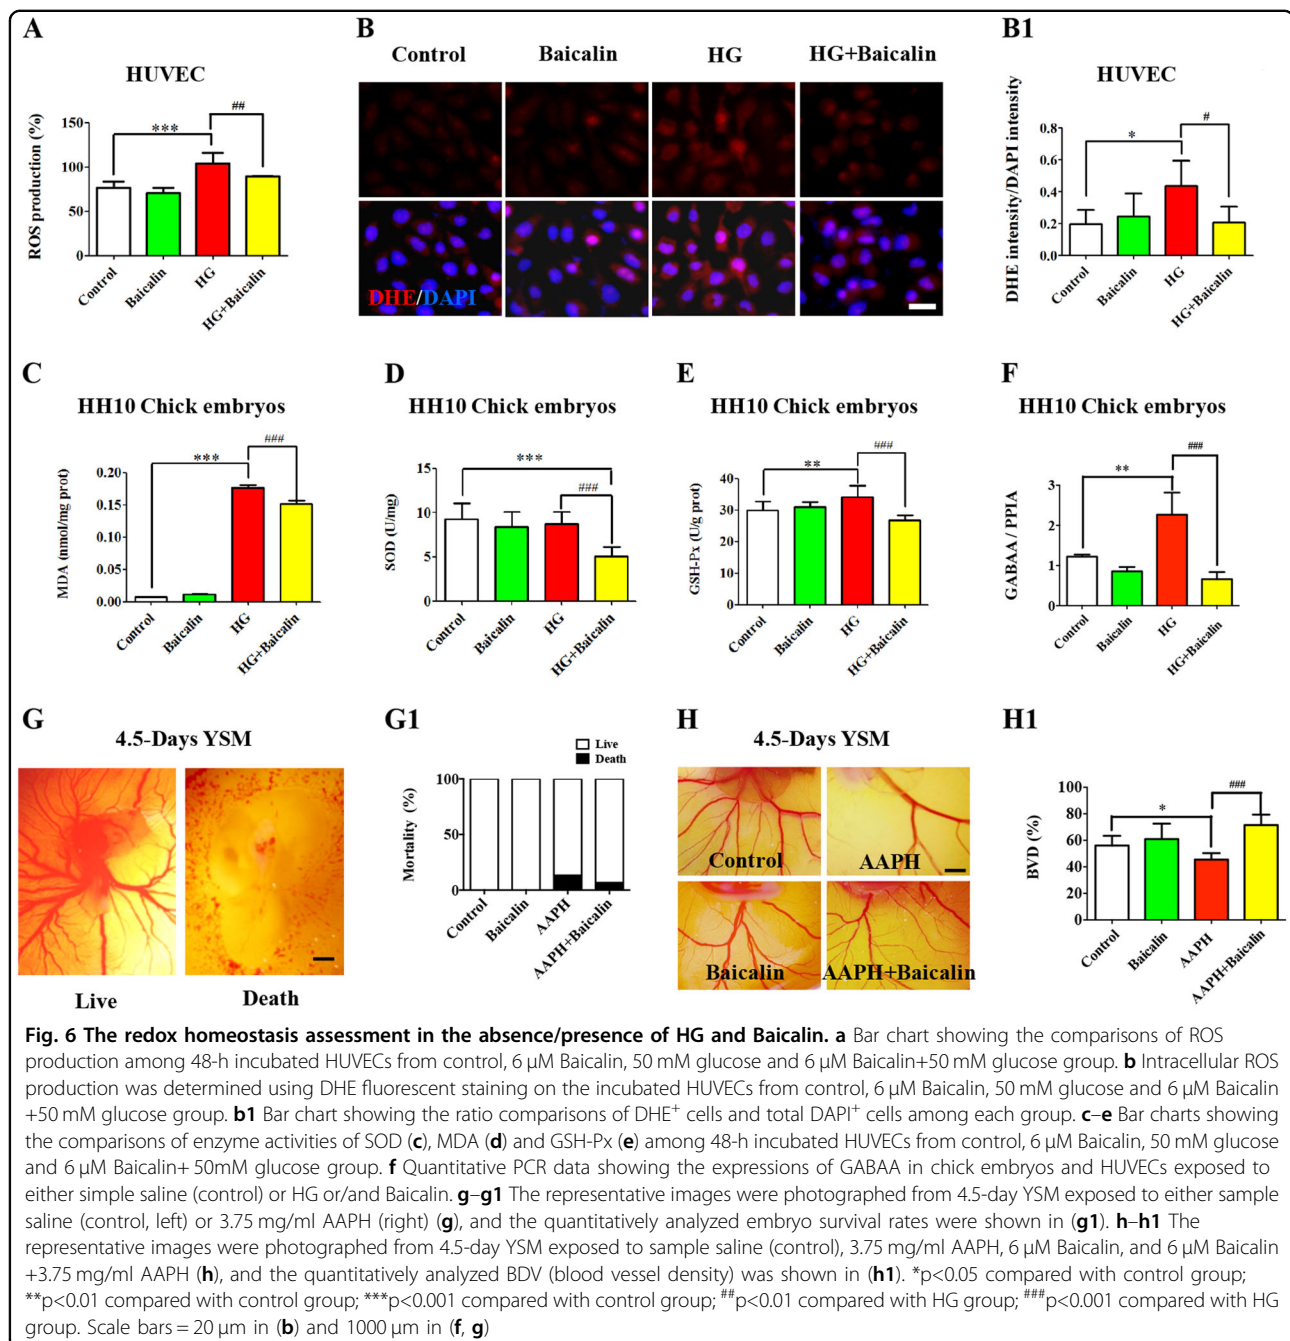 A
HUVEC
ROS production (%)
150
100
50
0
***
##
Control
Baicalin
HG
HG+Baicalin
B
Control
Baicalin
HG
HG+Baicalin
DHE/DAPI
B1
HUVEC
DHE intensity/DAPI intensity
0.8
0.6
0.4
0.2
0.0
*
#
Control
Baicalin
HG
HG+Baicalin
C
HH10 Chick embryos
MDA (nmol/mg prot)
0.20
0.15
0.10
0.05
0.00
***
###
Control
Baicalin
HG
HG+Baicalin
D
HH10 Chick embryos
SOD (U/mg)
15
10
5
0
***
###
Control
Baicalin
HG
HG+Baicalin
E
HH10 Chick embryos
GSH-Px (U/g prot)
40
30
20
10
0
**
###
Control
Baicalin
HG
HG+Baicalin
F
HH10 Chick embryos
GABAA / PPIA
3
2
1
0
**
###
Control
Baicalin
HG
HG+Baicalin
G
4.5-Days YSM
Live
Death
G1
Live
Death
Mortality (%)
100
50
0
Control
Baicalin
AAPH
AAPH+Baicalin
H
4.5-Days YSM
Control
AAPH
Baicalin
AAPH+Baicalin
H1
BVD (%)
100
80
60
40
20
0
*
###
Control
Baicalin
AAPH
AAPH+Baicalin
Fig. 6 The redox homeostasis assessment in the absence/presence of HG and Baicalin. a Bar chart showing the comparisons of ROS
production among 48-h incubated HUVECs from control, 6 μM Baicalin, 50 mM glucose and 6 μM Baicalin+50 mM glucose group. b Intracellular ROS
production was determined using DHE fluorescent staining on the incubated HUVECs from control, 6 μM Baicalin, 50 mM glucose and 6 μM Baicalin
+50 mM glucose group. b1 Bar chart showing the ratio comparisons of DHE⁺ cells and total DAPI⁺ cells among each group. c–e Bar charts showing
the comparisons of enzyme activities of SOD (c), MDA (d) and GSH-Px (e) among 48-h incubated HUVECs from control, 6 μM Baicalin, 50 mM glucose
and 6 μM Baicalin+ 50mM glucose group. f Quantitative PCR data showing the expressions of GABAA in chick embryos and HUVECs exposed to
either simple saline (control) or HG or/and Baicalin. g–g1 The representative images were photographed from 4.5-day YSM exposed to either sample
saline (control, left) or 3.75 mg/ml AAPH (right) (g), and the quantitatively analyzed embryo survival rates were shown in (g1). h–h1 The
representative images were photographed from 4.5-day YSM exposed to sample saline (control), 3.75 mg/ml AAPH, 6 μM Baicalin, and 6 μM Baicalin
+3.75 mg/ml AAPH (h), and the quantitatively analyzed BDV (blood vessel density) was shown in (h1). *p<0.05 compared with control group;
**p<0.01 compared with control group; ***p<0.001 compared with control group; ##p<0.01 compared with HG group; ###p<0.001 compared with HG
group. Scale bars = 20 μm in (b) and 1000 μm in (f, g)